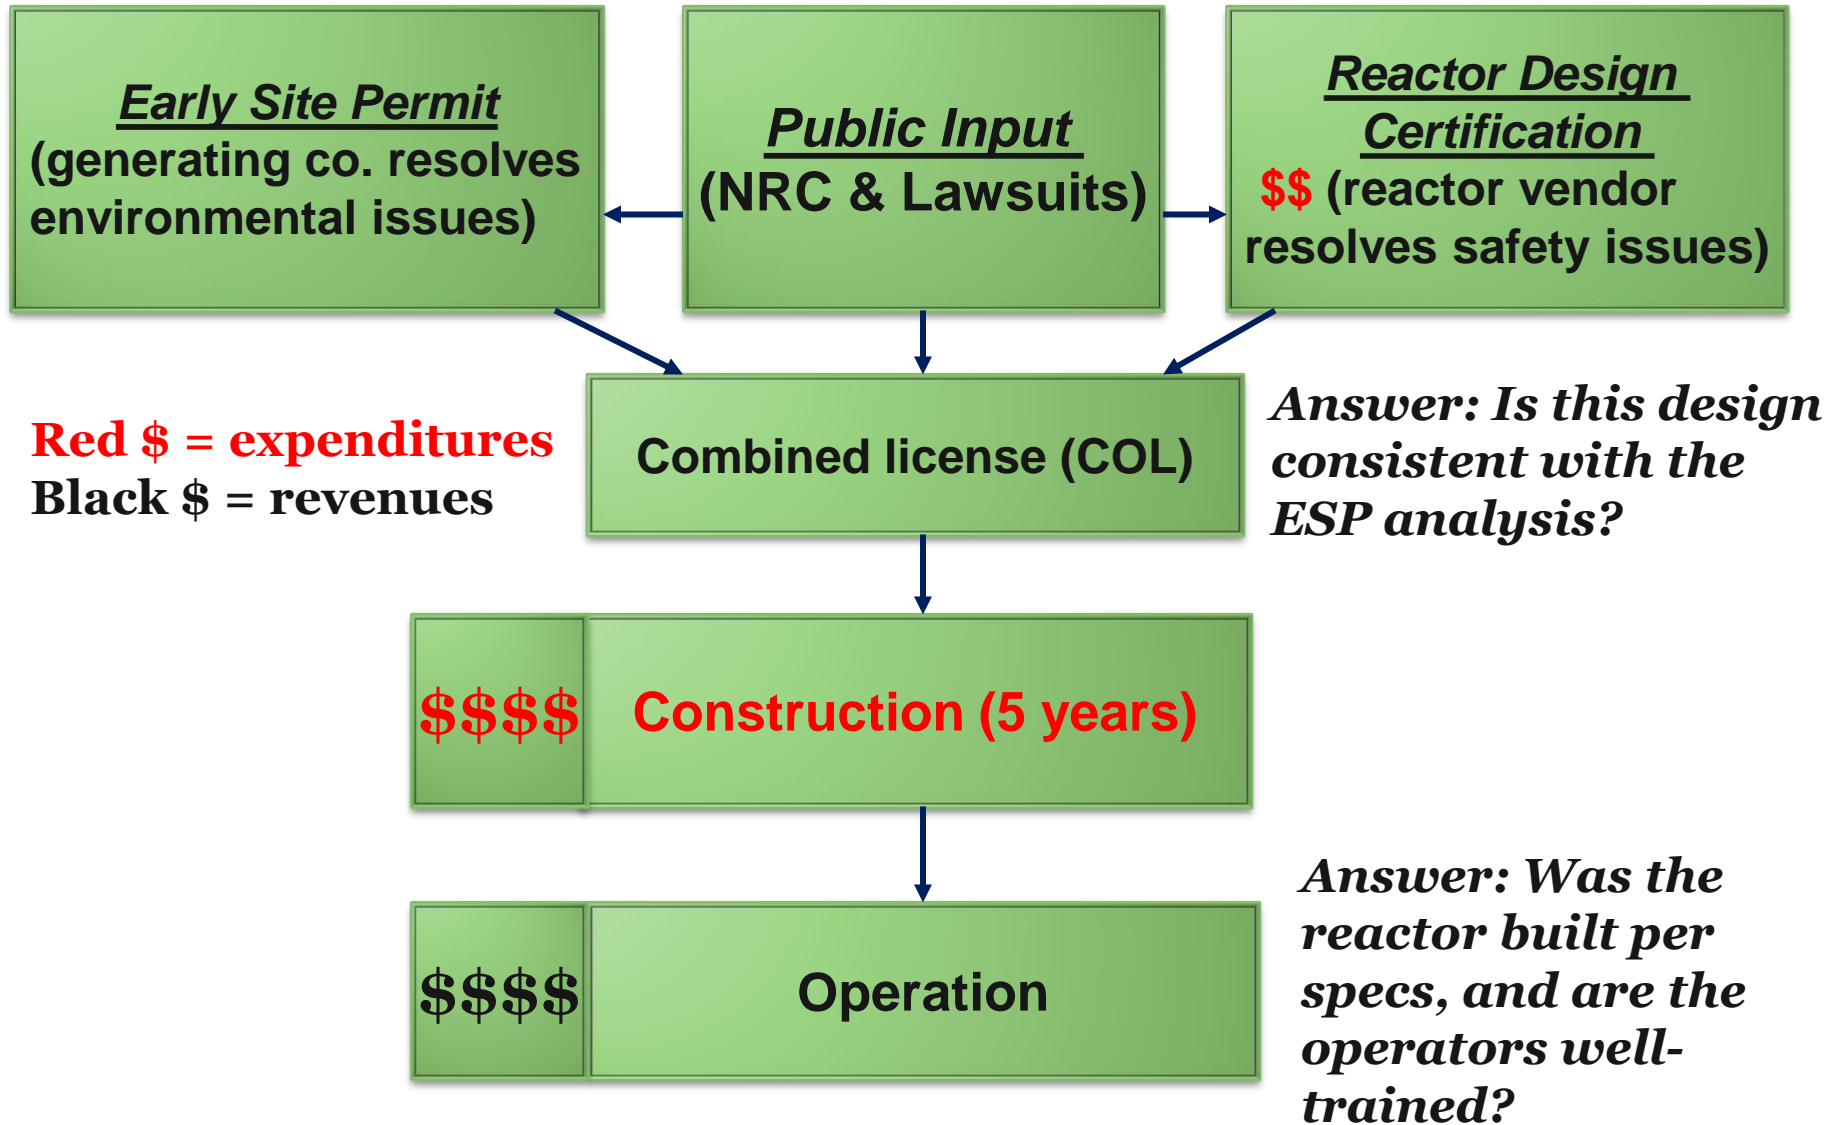 Early Site Permit
(generating co. resolves
environmental issues)
Public Input
(NRC & Lawsuits)
Reactor Design
Certification
$$ (reactor vendor
resolves safety issues)
Red $ = expenditures
Black $ = revenues
Combined license (COL)
Answer: Is this design
consistent with the
ESP analysis?
$$$$ Construction (5 years)
$$$$ Operation
Answer: Was the
reactor built per
specs, and are the
operators well-
trained?